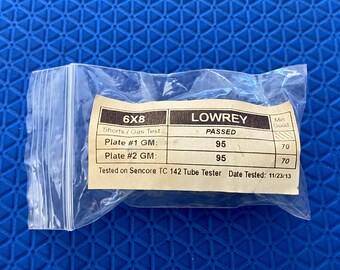 6X8 LOWREY Min Good
Shorts / Gas Test: PASSED
Plate #1 GM: 95 70
Plate #2 GM: 95 70
Tested on Sencore TC 142 Tube Tester Date Tested: 11/23/13